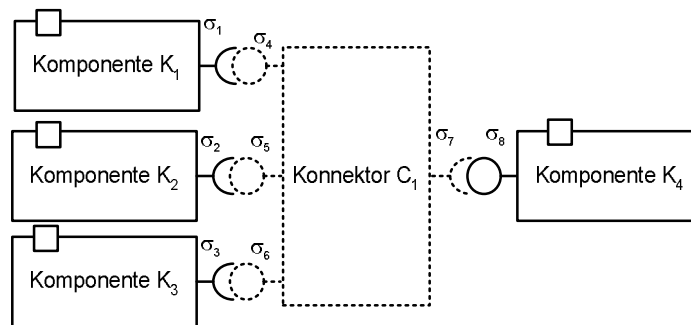 σ1 σ4
Komponente K1
σ2 σ5 σ7 σ8
Komponente K2 Konnektor C1 Komponente K4
σ3 σ6
Komponente K3